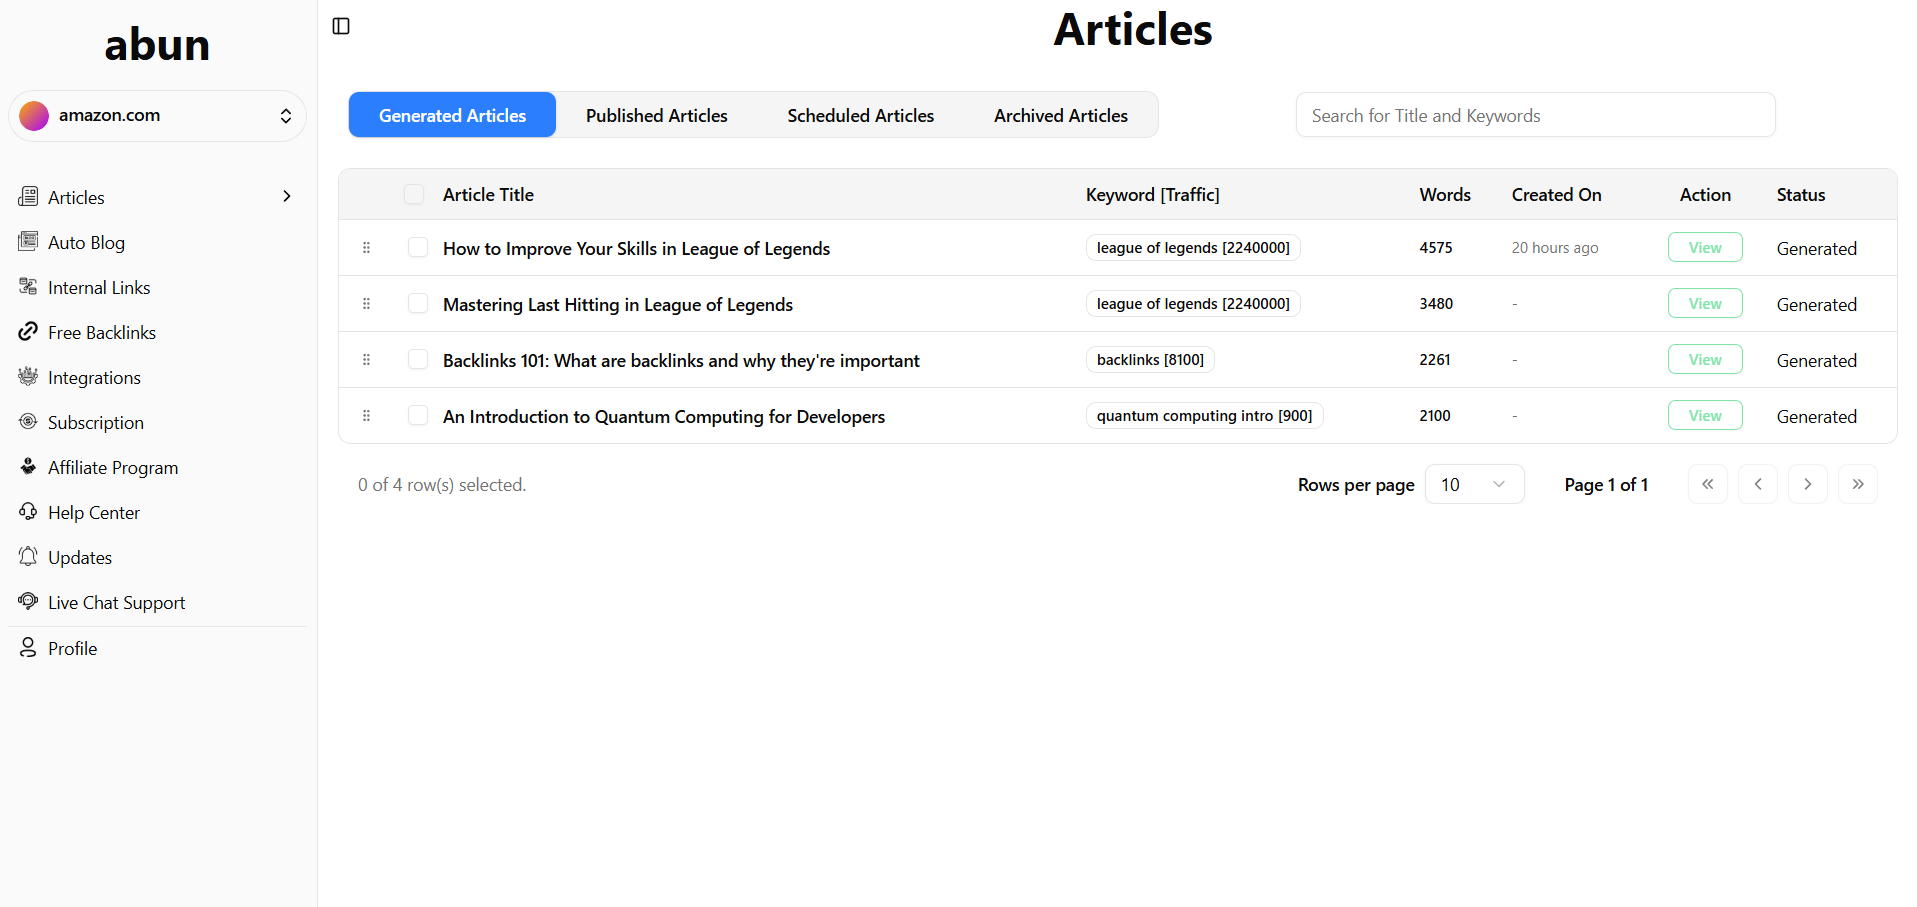 abun
amazon.com
Articles
Auto Blog
Internal Links
Free Backlinks
Integrations
Subscription
Affiliate Program
Help Center
Updates
Live Chat Support
Profile
Articles
Generated Articles Published Articles Scheduled Articles Archived Articles Search for Title and Keywords
Article Title Keyword [Traffic] Words Created On Action Status
How to Improve Your Skills in League of Legends league of legends [2240000] 4575 20 hours ago View Generated
Mastering Last Hitting in League of Legends league of legends [2240000] 3480 - View Generated
Backlinks 101: What are backlinks and why they're important backlinks [8100] 2261 - View Generated
An Introduction to Quantum Computing for Developers quantum computing intro [900] 2100 - View Generated
0 of 4 row(s) selected. Rows per page 10 Page 1 of 1